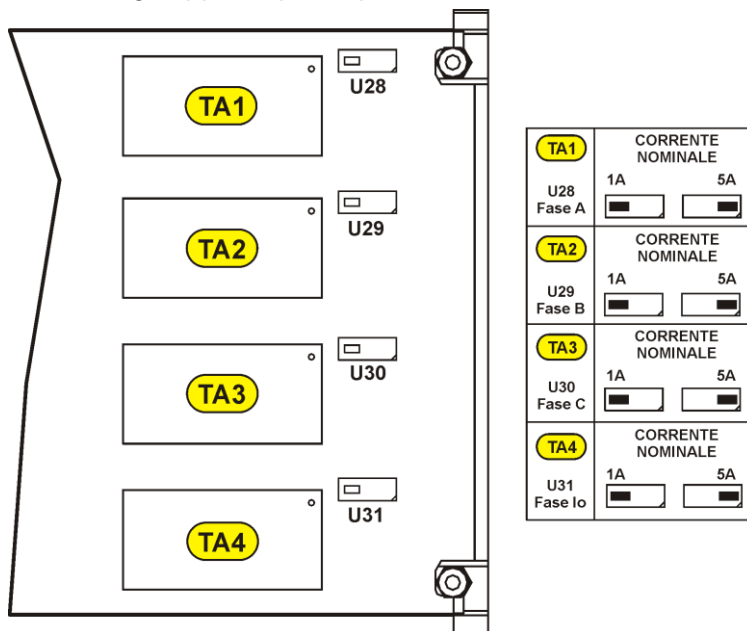 TA1
U28
TA2
U29
TA3
U30
TA4
U31
TA1
CORRENTE
NOMINALE
U28
Fase A
1A 5A
TA2
CORRENTE
NOMINALE
U29
Fase B
1A 5A
TA3
CORRENTE
NOMINALE
U30
Fase C
1A 5A
TA4
CORRENTE
NOMINALE
U31
Fase Io
1A 5A